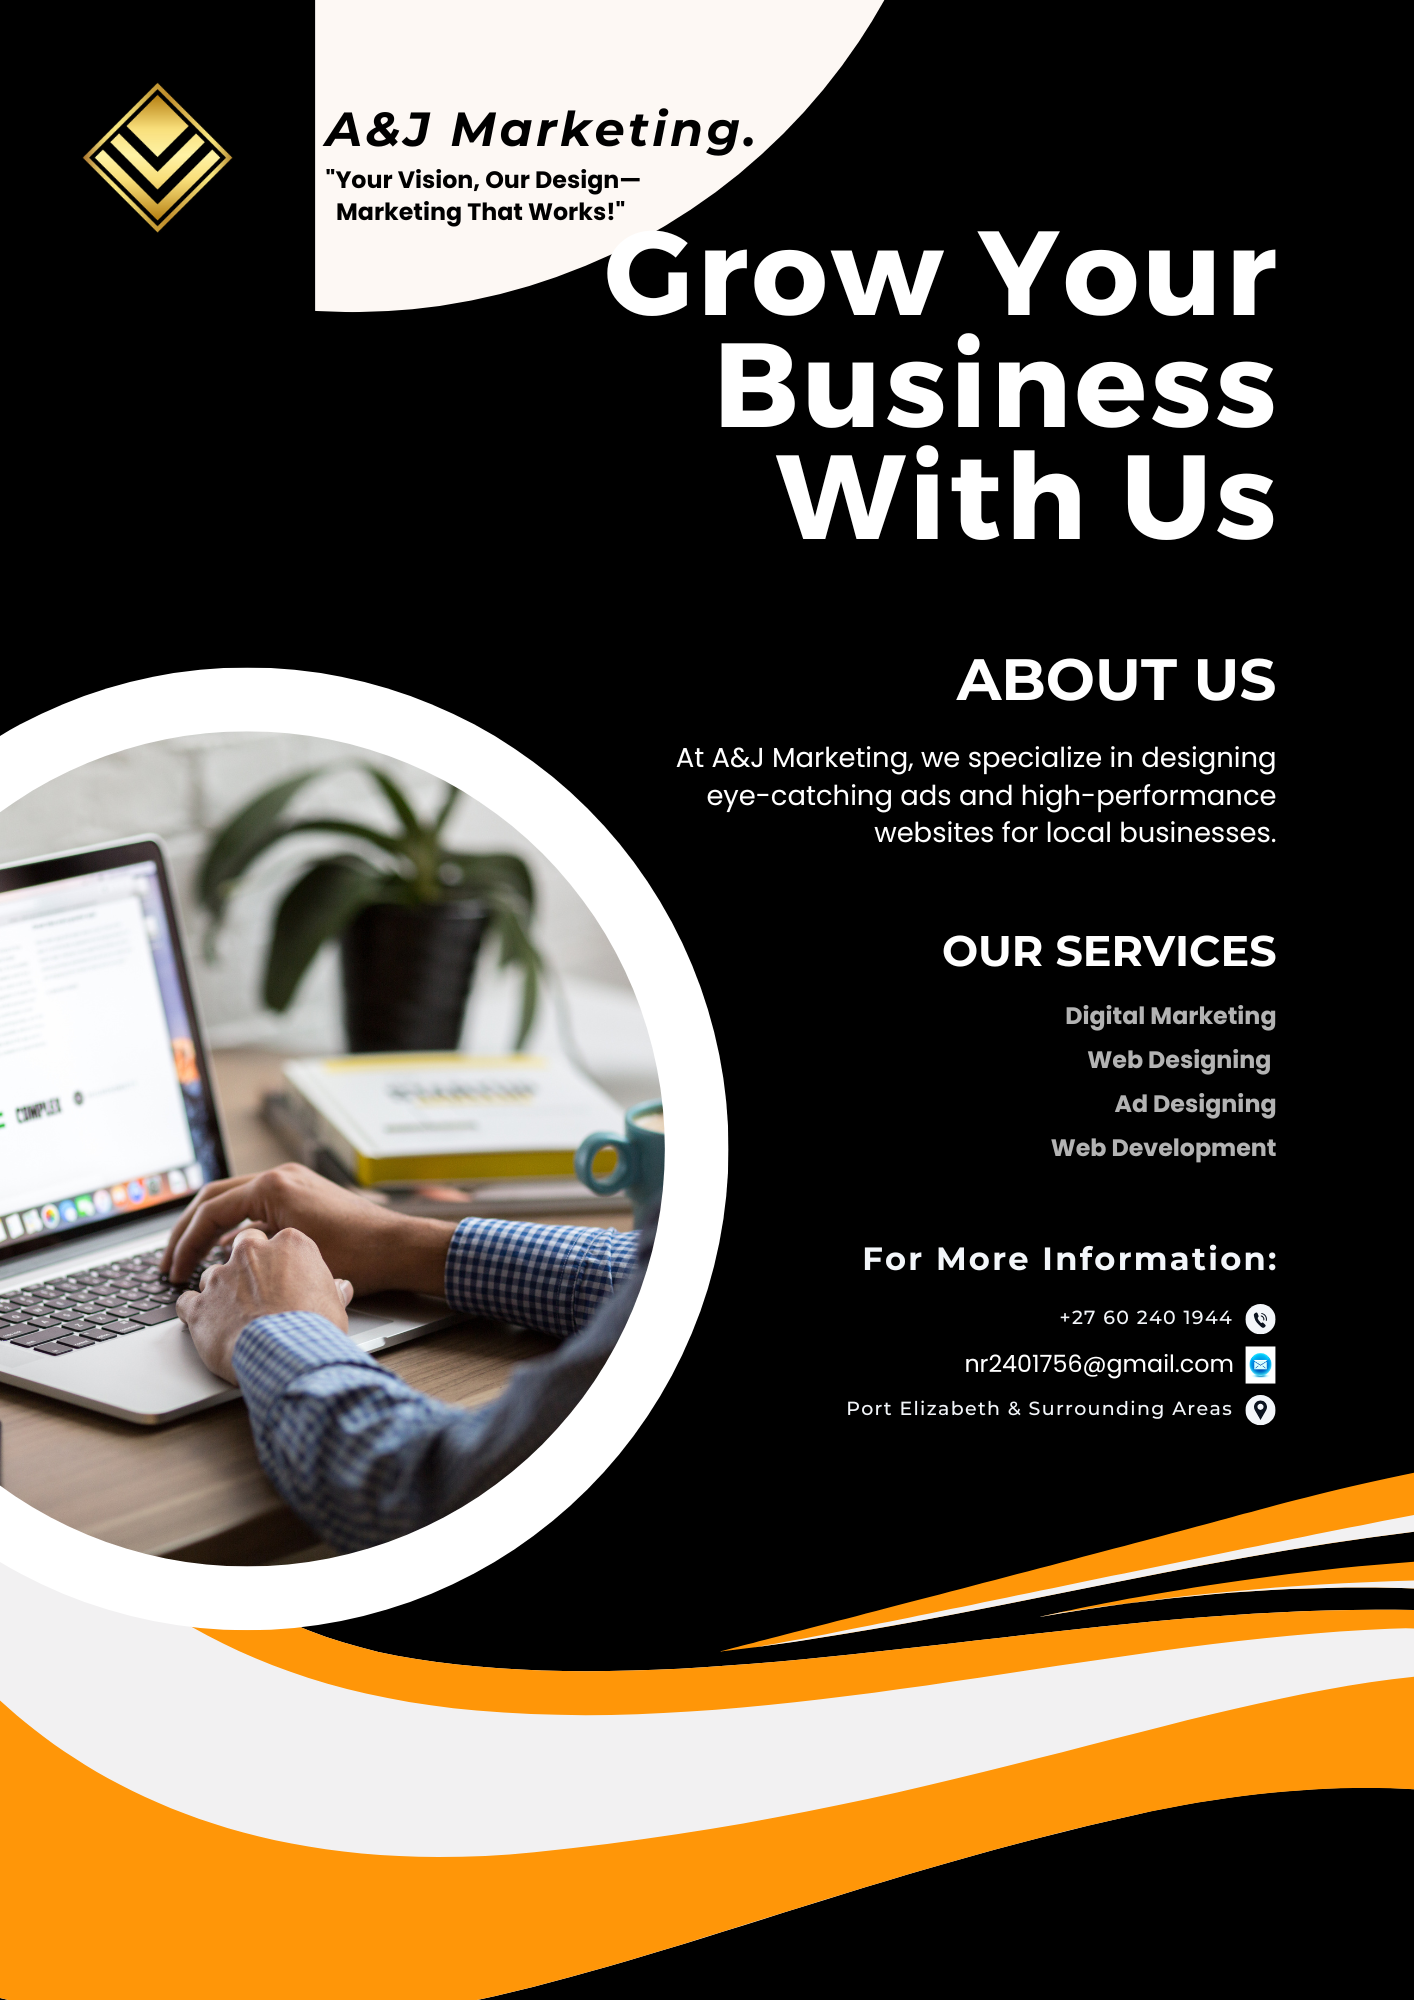 A&J Marketing.
"Your Vision, Our Design—
Marketing That Works!"
Grow Your
Business
With Us
ABOUT US
At A&J Marketing, we specialize in designing
eye-catching ads and high-performance
websites for local businesses.
OUR SERVICES
Digital Marketing
Web Designing
Ad Designing
Web Development
COMPLEX
STARTUP
For More Information:
+27 60 240 1944
nr2401756@gmail.com
Port Elizabeth & Surrounding Areas